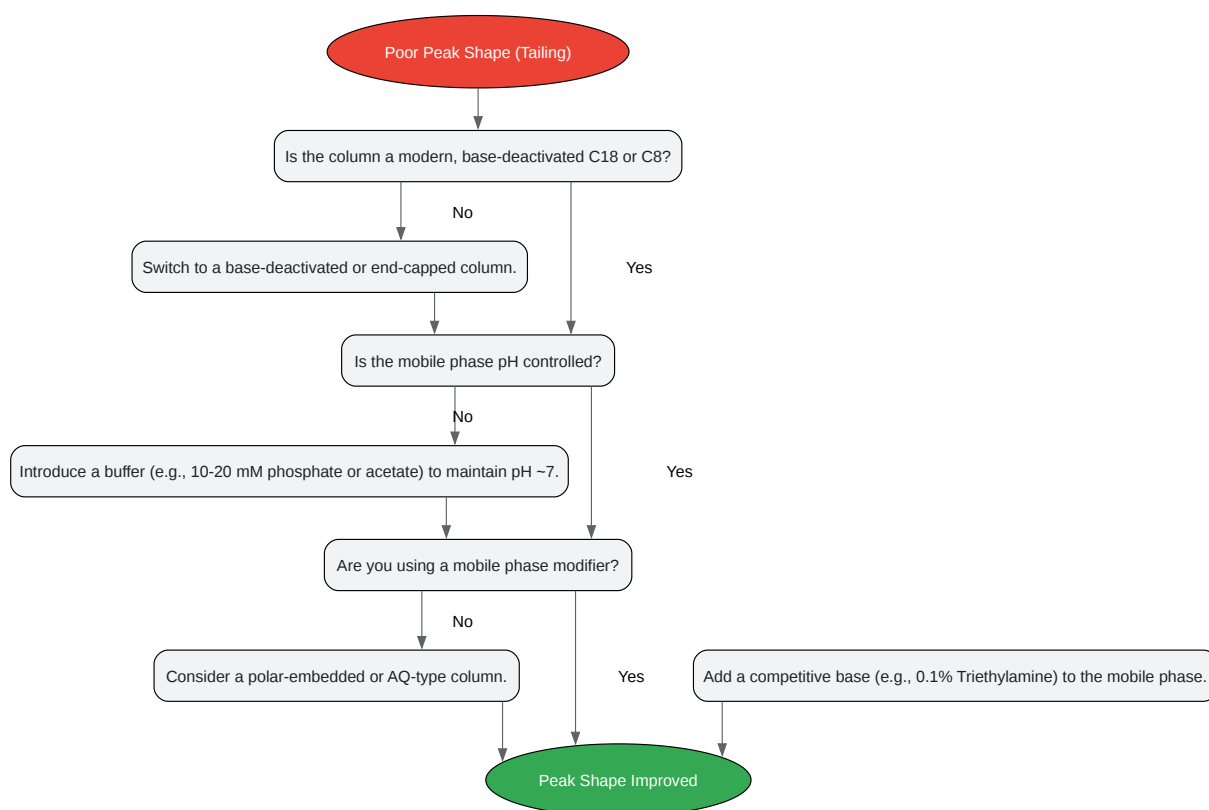 Poor Peak Shape (Tailing)
Is the column a modern, base-deactivated C18 or C8?
No
Switch to a base-deactivated or end-capped column.
Yes
Is the mobile phase pH controlled?
No
Introduce a buffer (e.g., 10-20 mM phosphate or acetate) to maintain pH ~7.
Yes
Are you using a mobile phase modifier?
No
Consider a polar-embedded or AQ-type column.
Yes
Add a competitive base (e.g., 0.1% Triethylamine) to the mobile phase.
Peak Shape Improved